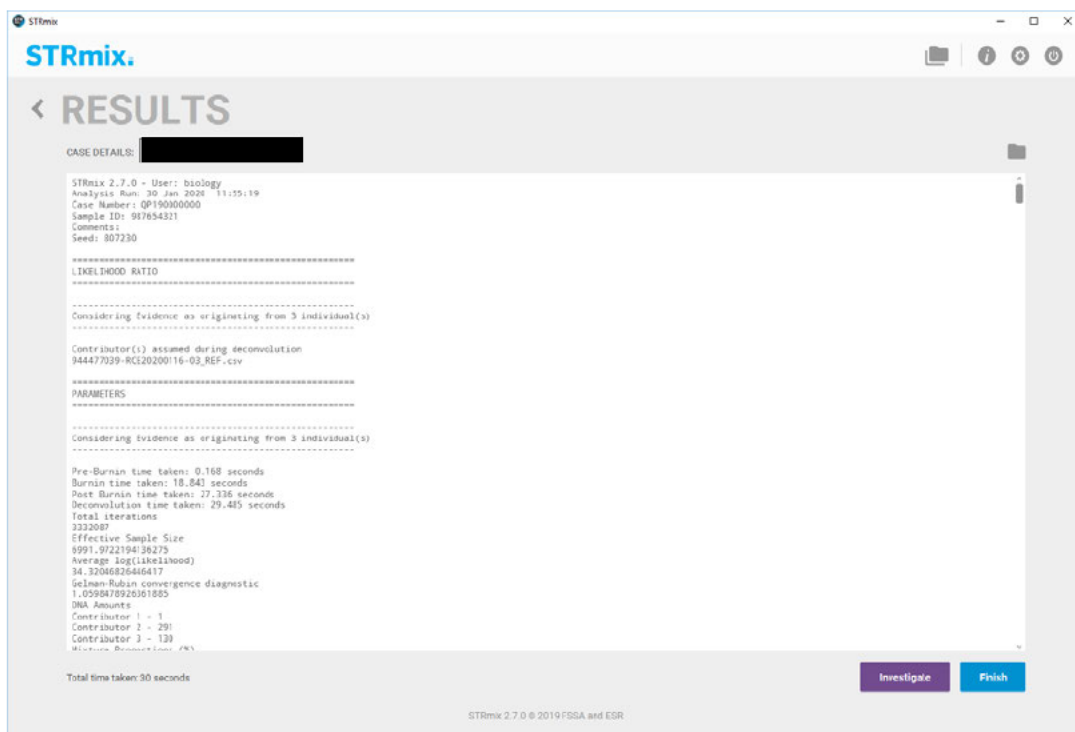 STRmix
STRmix
RESULTS
CASE DETAILS:
STRmix 2.7.0 - User: biology
Analysis Run: 30 Jan 2020 11:55:19
Case Number: QP190000000
Sample ID: 987654321
Comments:
Seed: 807230
====================================================
LIKELIHOOD RATIO
====================================================
----------------------------------------------------
Considering Evidence as originating from 3 individual(s)
----------------------------------------------------
Contributor(s) assumed during deconvolution
944477039-RCE20200116-03_REF.csv
====================================================
PARAMETERS
====================================================
----------------------------------------------------
Considering Evidence as originating from 3 individual(s)
----------------------------------------------------
Pre-Burnin time taken: 0.168 seconds
Burnin time taken: 18.843 seconds
Post Burnin time taken: 27.336 seconds
Deconvolution time taken: 29.485 seconds
Total iterations
3332087
Effective Sample Size
6991.9722194136275
Average log(likelihood)
34.32046826446417
Gelman-Rubin convergence diagnostic
1.0598478926361885
DNA Amounts
Contributor 1 - 1
Contributor 2 - 291
Contributor 3 - 130
Mixture Proportions (%)
Total time taken: 30 seconds
Investigate
Finish
STRmix 2.7.0 © 2019 FSSA and ESR